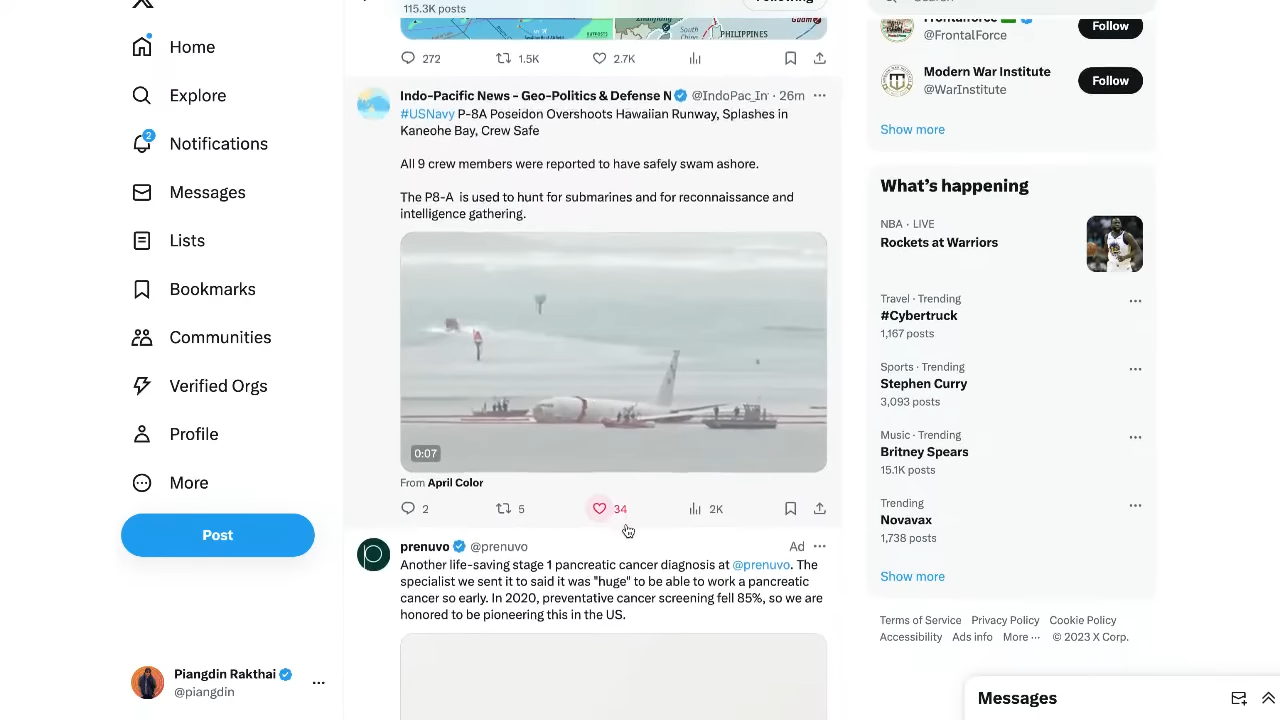 115.3K posts
Following
Home
Explore
2
Notifications
Messages
Lists
Bookmarks
Communities
Verified Orgs
Profile
More
Post
Piangdin Rakthai
@piangdin
PHILIPPINES
272 1.5K 2.7K
Indo-Pacific News - Geo-Politics & Defense N @IndoPac_In · 26m
#USNavy P-8A Poseidon Overshoots Hawaiian Runway, Splashes in
Kaneohe Bay, Crew Safe
All 9 crew members were reported to have safely swam ashore.
The P8-A is used to hunt for submarines and for reconnaissance and
intelligence gathering.
0:07
From April Color
2 5 34 2K
prenuvo @prenuvo Ad
Another life-saving stage 1 pancreatic cancer diagnosis at @prenuvo. The
specialist we sent it to said it was "huge" to be able to work a pancreatic
cancer so early. In 2020, preventative cancer screening fell 85%, so we are
honored to be pioneering this in the US.
Search
FrontalForce
@FrontalForce
Follow
Modern War Institute
@WarInstitute
Follow
Show more
What's happening
NBA · LIVE
Rockets at Warriors
Travel · Trending
#Cybertruck
1,167 posts
Sports · Trending
Stephen Curry
3,093 posts
Music · Trending
Britney Spears
15.1K posts
Trending
Novavax
1,738 posts
Show more
Terms of Service Privacy Policy Cookie Policy
Accessibility Ads info More ··· © 2023 X Corp.
Messages